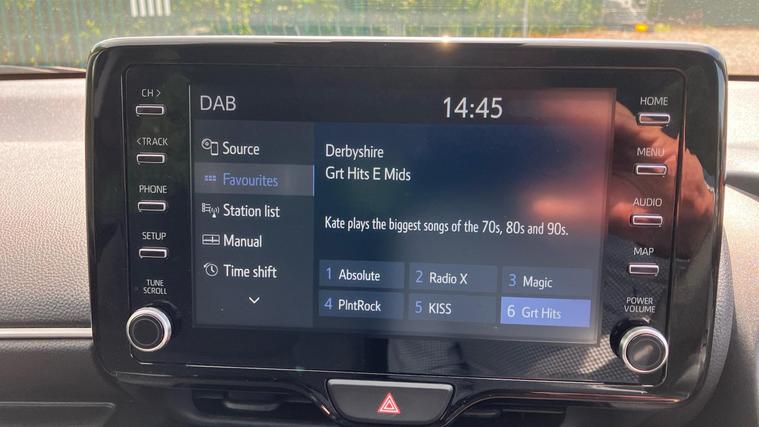 CH >
< TRACK
PHONE
SETUP
TUNE
SCROLL
DAB
14:45
Source
Favourites
Station list
Manual
Time shift
Derbyshire
Grt Hits E Mids
Kate plays the biggest songs of the 70s, 80s and 90s.
1 Absolute
2 Radio X
3 Magic
4 PlntRock
5 KISS
6 Grt Hits
HOME
MENU
AUDIO
MAP
POWER
VOLUME